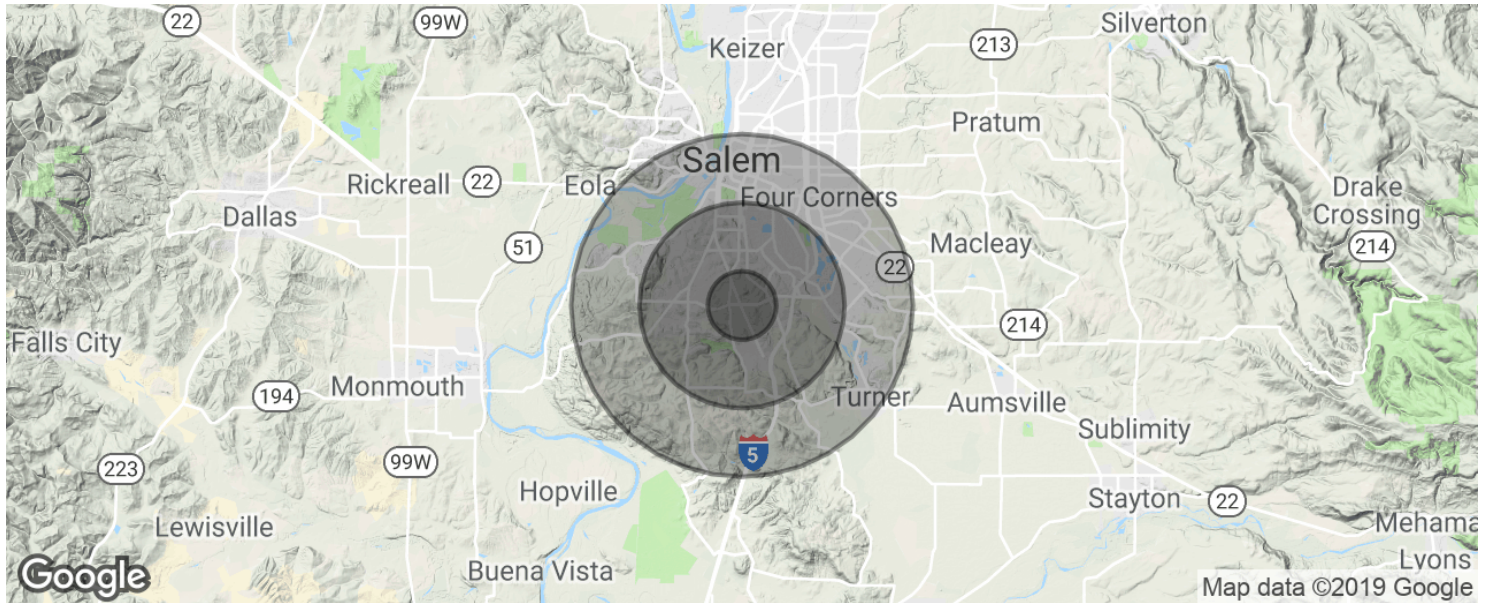 22
99W
Keizer
213
Silverton
Pratum
Salem
Rickreall
22
Eola
Four Corners
Drake
Crossing
214
Dallas
51
Macleay
22
214
Falls City
Monmouth
194
Turner
Aumsville
Sublimity
5
223
99W
Hopville
Stayton
22
Lewisville
Mehama
Lyons
Buena Vista
Google
Map data ©2019 Google